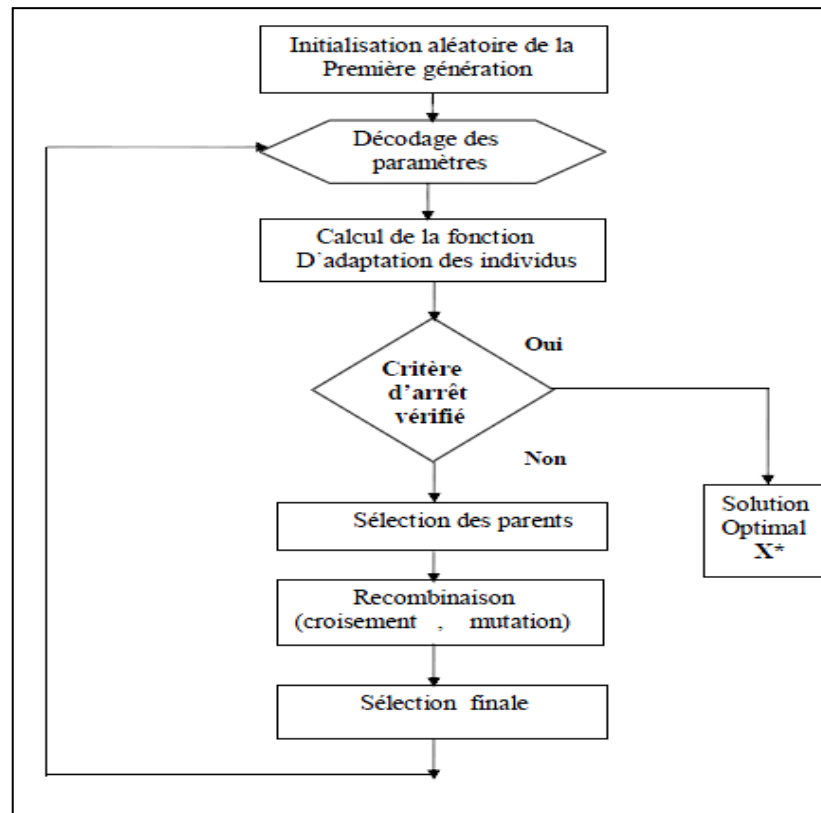 Initialisation aléatoire de la
Première génération
Décodage des
paramètres
Calcul de la fonction
D'adaptation des individus
Oui
Critère
d'arrêt
vérifié
Non
Sélection des parents
Solution
Optimal
X*
Recombinaison
(croisement , mutation)
Sélection finale